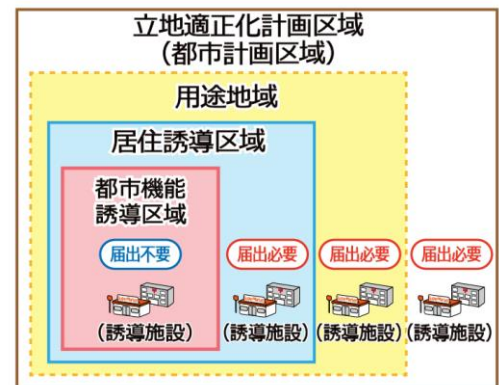 立地適正化計画区域
(都市計画区域)
用途地域
居住誘導区域
都市機能
誘導区域
届出不要
届出必要
届出必要
届出必要
(誘導施設)
(誘導施設)
(誘導施設)
(誘導施設)